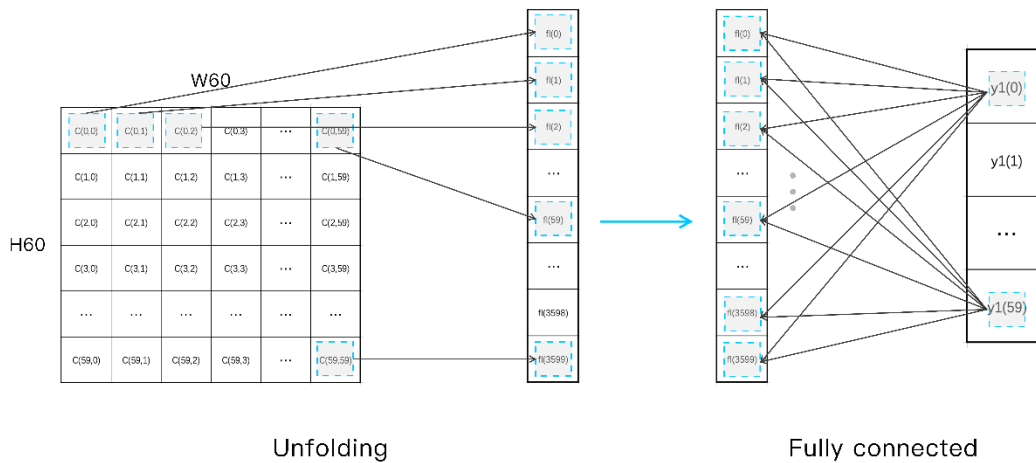 W60
H60
C(0,0) C(0,1) C(0,2) C(0,3) ... C(0,59)
C(1,0) C(1,1) C(1,2) C(1,3) ... C(1,59)
C(2,0) C(2,1) C(2,2) C(2,3) ... C(2,59)
C(3,0) C(3,1) C(3,2) C(3,3) ... C(3,59)
... ... ... ... ... ...
C(59,0) C(59,1) C(59,2) C(59,3) ... C(59,59)
fl(0)
fl(1)
fl(2)
...
fl(59)
...
fl(3598)
fl(3599)
Unfolding
fl(0)
fl(1)
fl(2)
...
fl(59)
...
fl(3598)
fl(3599)
y1(0)
y1(1)
...
y1(59)
Fully connected